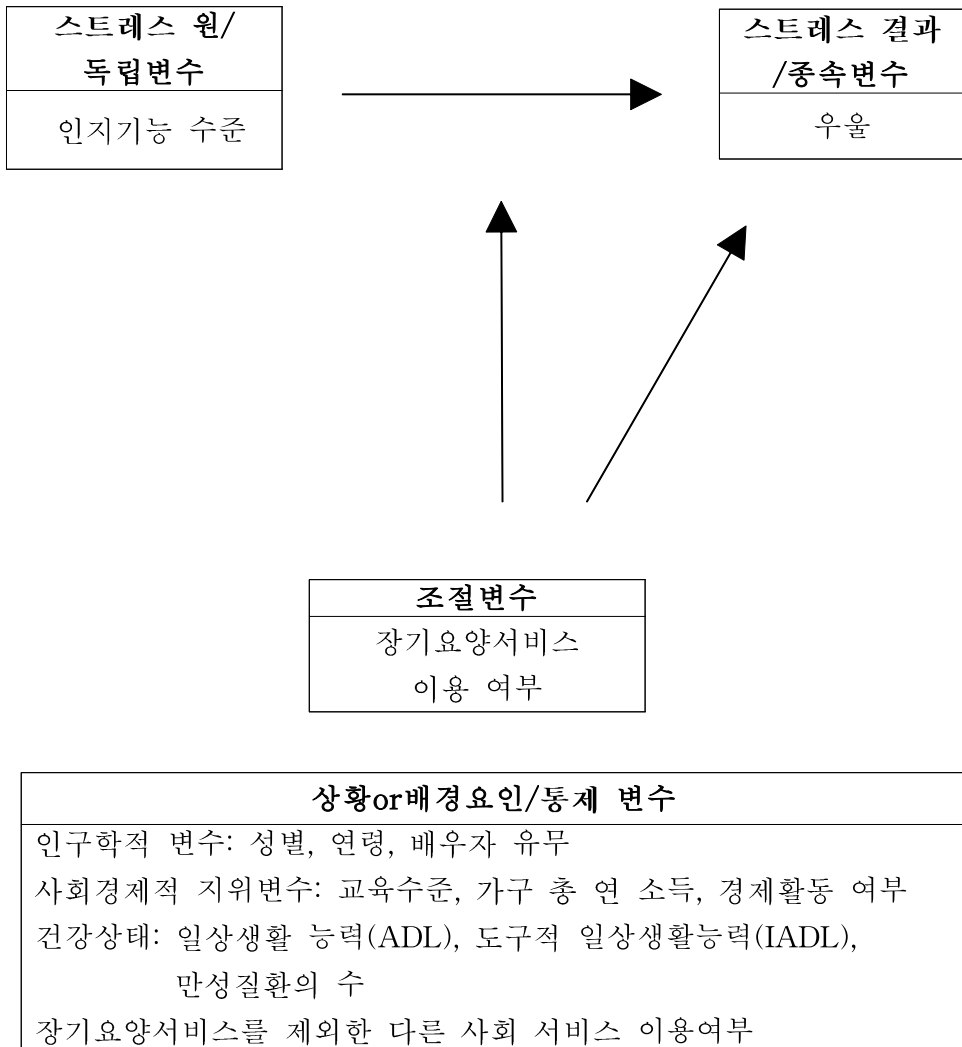 스트레스 원/
독립변수
인지기능 수준
스트레스 결과
/종속변수
우울
조절변수
장기요양서비스
이용 여부
상황or배경요인/통제 변수
인구학적 변수: 성별, 연령, 배우자 유무
사회경제적 지위변수: 교육수준, 가구 총 연 소득, 경제활동 여부
건강상태: 일상생활 능력(ADL), 도구적 일상생활능력(IADL),
만성질환의 수
장기요양서비스를 제외한 다른 사회 서비스 이용여부